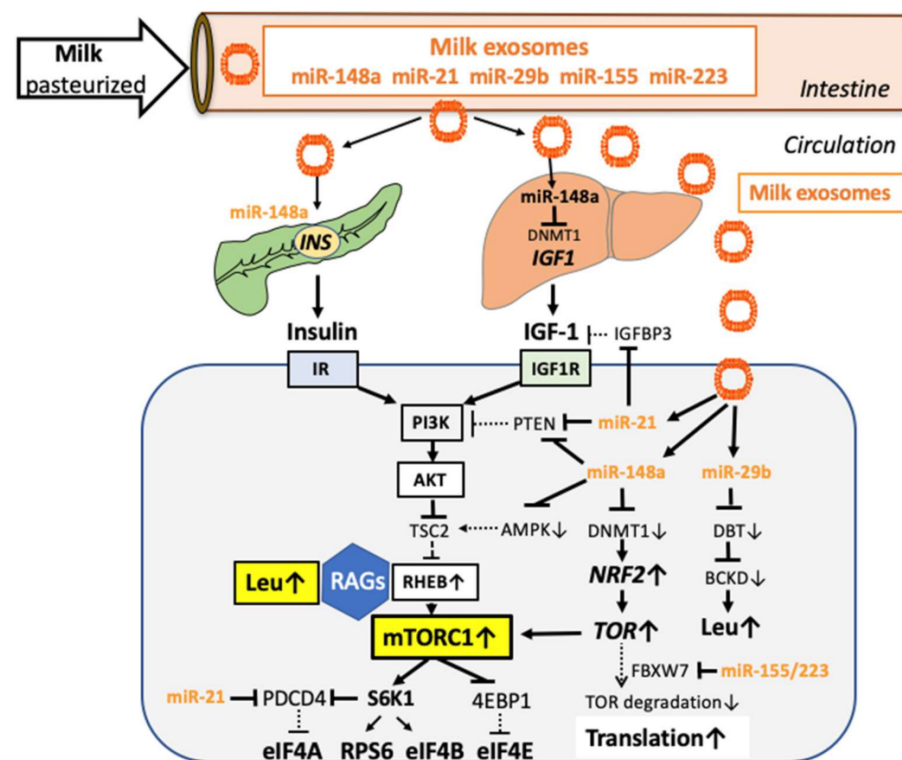 Milk
pasteurized
Milk exosomes
miR-148a miR-21 miR-29b miR-155 miR-223
Intestine
Circulation
Milk exosomes
miR-148a
INS
miR-148a
DNMT1
IGF1
Insulin
IGF-1
IGFBP3
IR
IGF1R
PI3K
PTEN
miR-21
AKT
miR-148a
miR-29b
TSC2
AMPK↓
DNMT1↓
DBT↓
Leu↑
RAGs
RHEB↑
NRF2↑
BCKD↓
mTORC1↑
TOR↑
Leu↑
FBXW7
miR-155/223
miR-21
PDCD4
S6K1
4EBP1
TOR degradation↓
eIF4A
RPS6
eIF4B
eIF4E
Translation↑